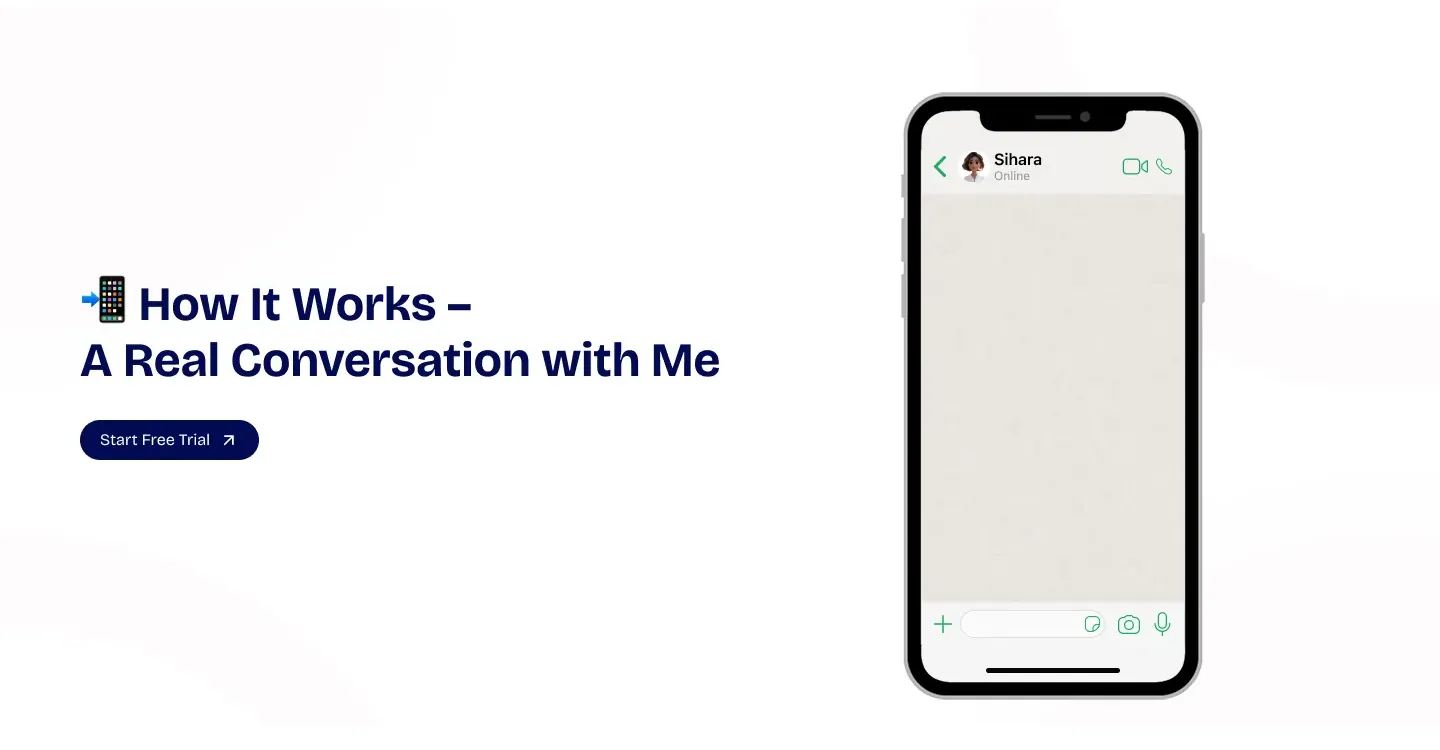 📲 How It Works –
A Real Conversation with Me
Start Free Trial
Sihara
Online